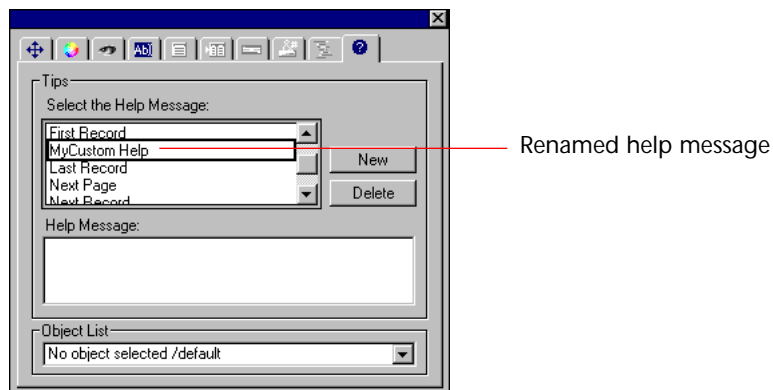 Abl
?
Tips
Select the Help Message:
First Record
MyCustom Help
Last Record
Next Page
Next Record
New
Delete
Help Message:
Object List
No object selected /default
Renamed help message